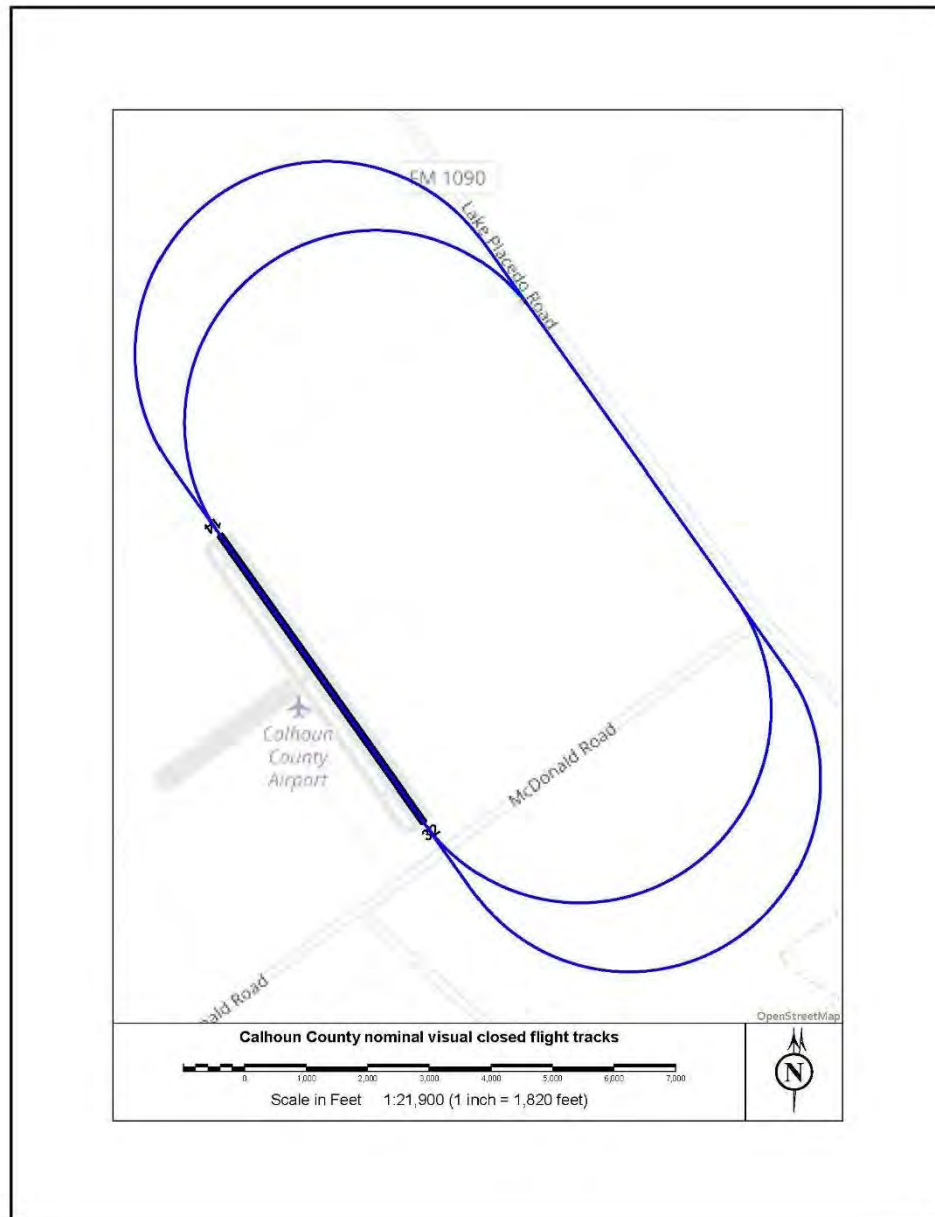 FM 1090
Lake Placedo Road
Calhoun
County
Airport
32
McDonald Road
nald Road
OpenStreetMap
Calhoun County nominal visual closed flight tracks
0 1,000 2,000 3,000 4,000 5,000 6,000 7,000
Scale in Feet 1:21,900 (1 inch = 1,820 feet)
N